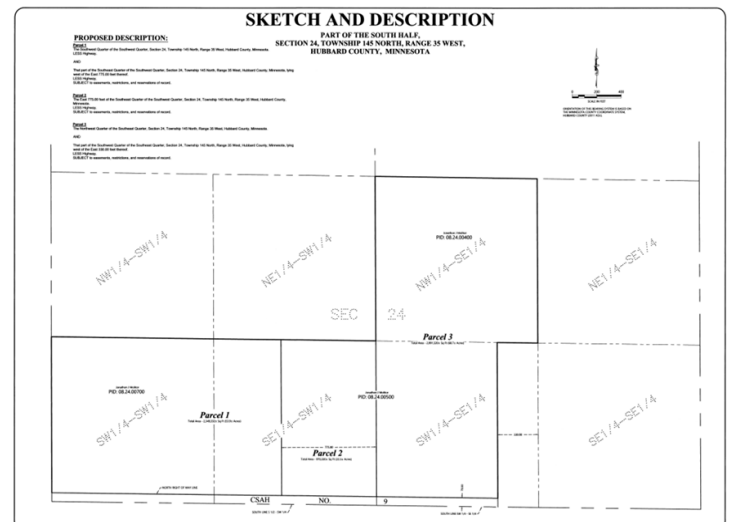 SKETCH AND DESCRIPTION
PART OF THE SOUTH HALF,
SECTION 24, TOWNSHIP 145 NORTH, RANGE 35 WEST,
HUBBARD COUNTY, MINNESOTA
PROPOSED DESCRIPTION:
Parcel 1
The Southwest Quarter of the Southwest Quarter, Section 24, Township 145 North, Range 35 West, Hubbard County, Minnesota,
LESS Highway.
AND
That part of the Southeast Quarter of the Southwest Quarter, Section 24, Township 145 North, Range 35 West, Hubbard County, Minnesota, lying
west of the East 775.00 feet thereof.
LESS Highway.
SUBJECT to easements, restrictions, and reservations of record.
Parcel 2
The East 775.00 feet of the Southeast Quarter of the Southwest Quarter, Section 24, Township 145 North, Range 35 West, Hubbard County,
Minnesota.
LESS Highway.
SUBJECT to easements, restrictions, and reservations of record.
Parcel 3
The Northwest Quarter of the Southeast Quarter, Section 24, Township 145 North, Range 35 West, Hubbard County, Minnesota.
AND
That part of the Southwest Quarter of the Southeast Quarter, Section 24, Township 145 North, Range 35 West, Hubbard County, Minnesota, lying
west of the East 330.00 feet thereof.
LESS Highway.
SUBJECT to easements, restrictions, and reservations of record.
NW1/4-SW1/4
NE1/4-SW1/4
PID: 08.24.00400
NW1/4-SE1/4
NE1/4-SE1/4
SEC 24
Parcel 3
PID: 08.24.00700
PID: 08.24.00500
SW1/4-SW1/4
Parcel 1
SE1/4-SW1/4
Parcel 2
SW1/4-SE1/4
SE1/4-SE1/4
NORTH RIGHT OF WAY LINE
CSAH NO. 9